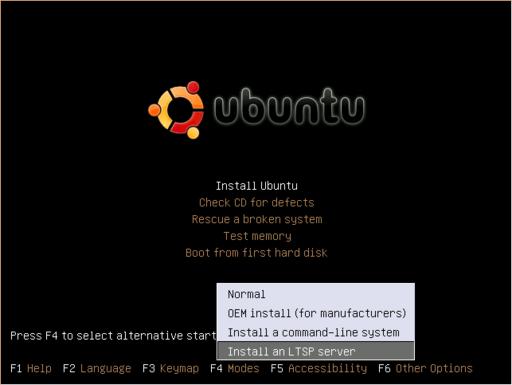 ubuntu
Install Ubuntu
Check CD for defects
Rescue a broken system
Test memory
Boot from first hard disk
Normal
OEM install (for manufacturers)
Install a command-line system
Install an LTSP server
Press F4 to select alternative start
F1 Help F2 Language F3 Keymap F4 Modes F5 Accessibility F6 Other Options